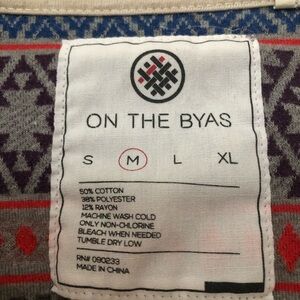 ON THE BYAS
S M L XL
50% COTTON
38% POLYESTER
12% RAYON
MACHINE WASH COLD
ONLY NON-CHLORINE
BLEACH WHEN NEEDED
TUMBLE DRY LOW
RN# 090233
MADE IN CHINA